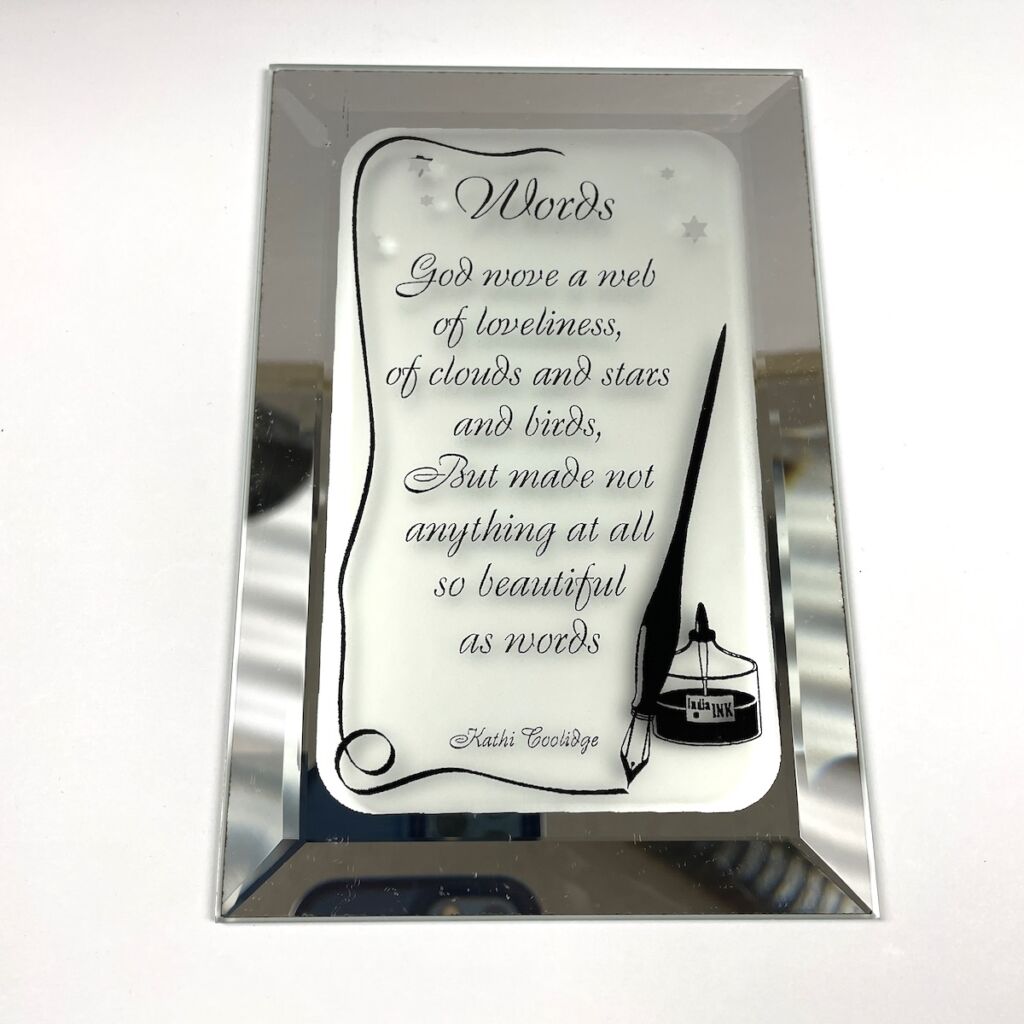 Words
God wove a web
of loveliness,
of clouds and stars
and birds,
But made not
anything at all
so beautiful
as words
Kathi Coolidge
India
INK